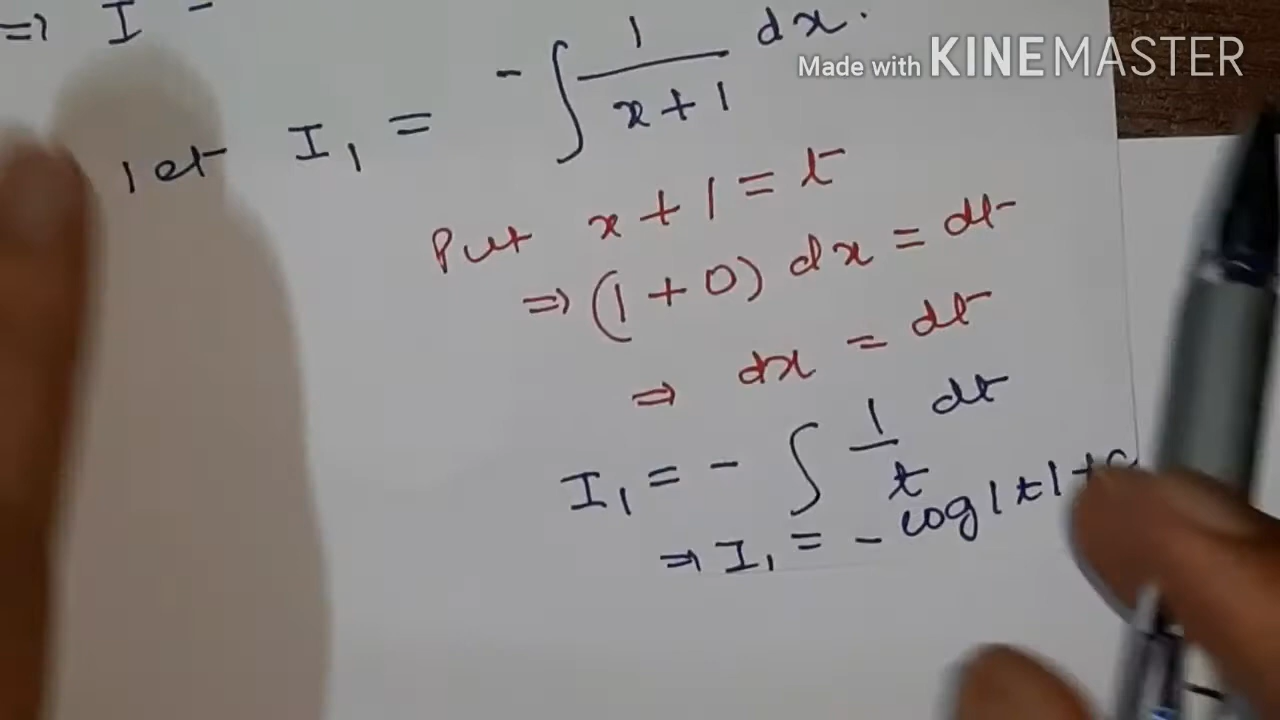 ⇒ I -
Made with KINEMASTER
let I₁ = - ∫ 1/(x+1) dx.
Put x+1 = t
⇒ (1+0) dx = dt
⇒ dx = dt
I₁ = - ∫ 1/t dt
⇒ I₁ = - log|t| +